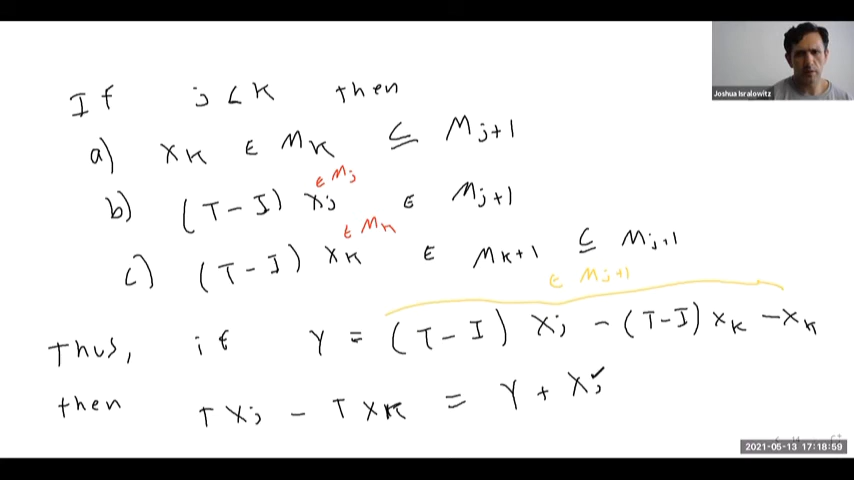 Joshua Isralowitz
If j < K then
a) x_K ∈ M_K ⊆ M_{j+1}
∈ M_j
b) (T - I) x_j ∈ M_{j+1}
∈ M_K
c) (T - I) x_K ∈ M_{K+1} ⊆ M_{j+1}
∈ M_{j+1}
Thus, if Y = (T - I) x_j - (T - I) x_K - x_K
then T x_j - T x_K = Y + x_j
2021-05-13 17:18:59